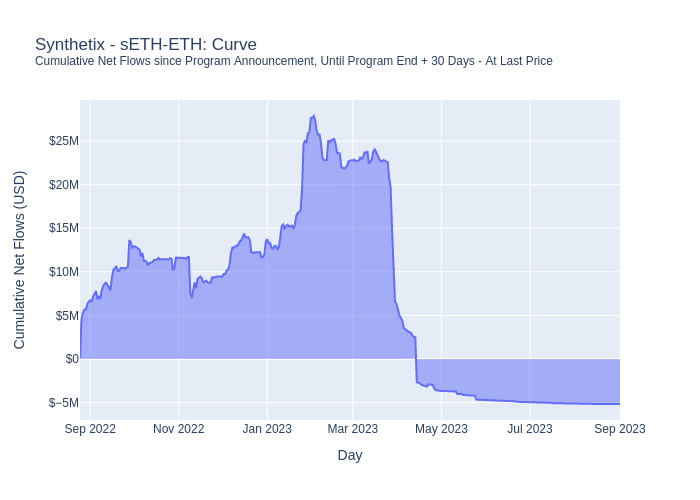 Synthetix - sETH-ETH: Curve
Cumulative Net Flows since Program Announcement, Until Program End + 30 Days - At Last Price
Cumulative Net Flows (USD)
$25M
$20M
$15M
$10M
$5M
$0
$−5M
Sep 2022 Nov 2022 Jan 2023 Mar 2023 May 2023 Jul 2023 Sep 2023
Day